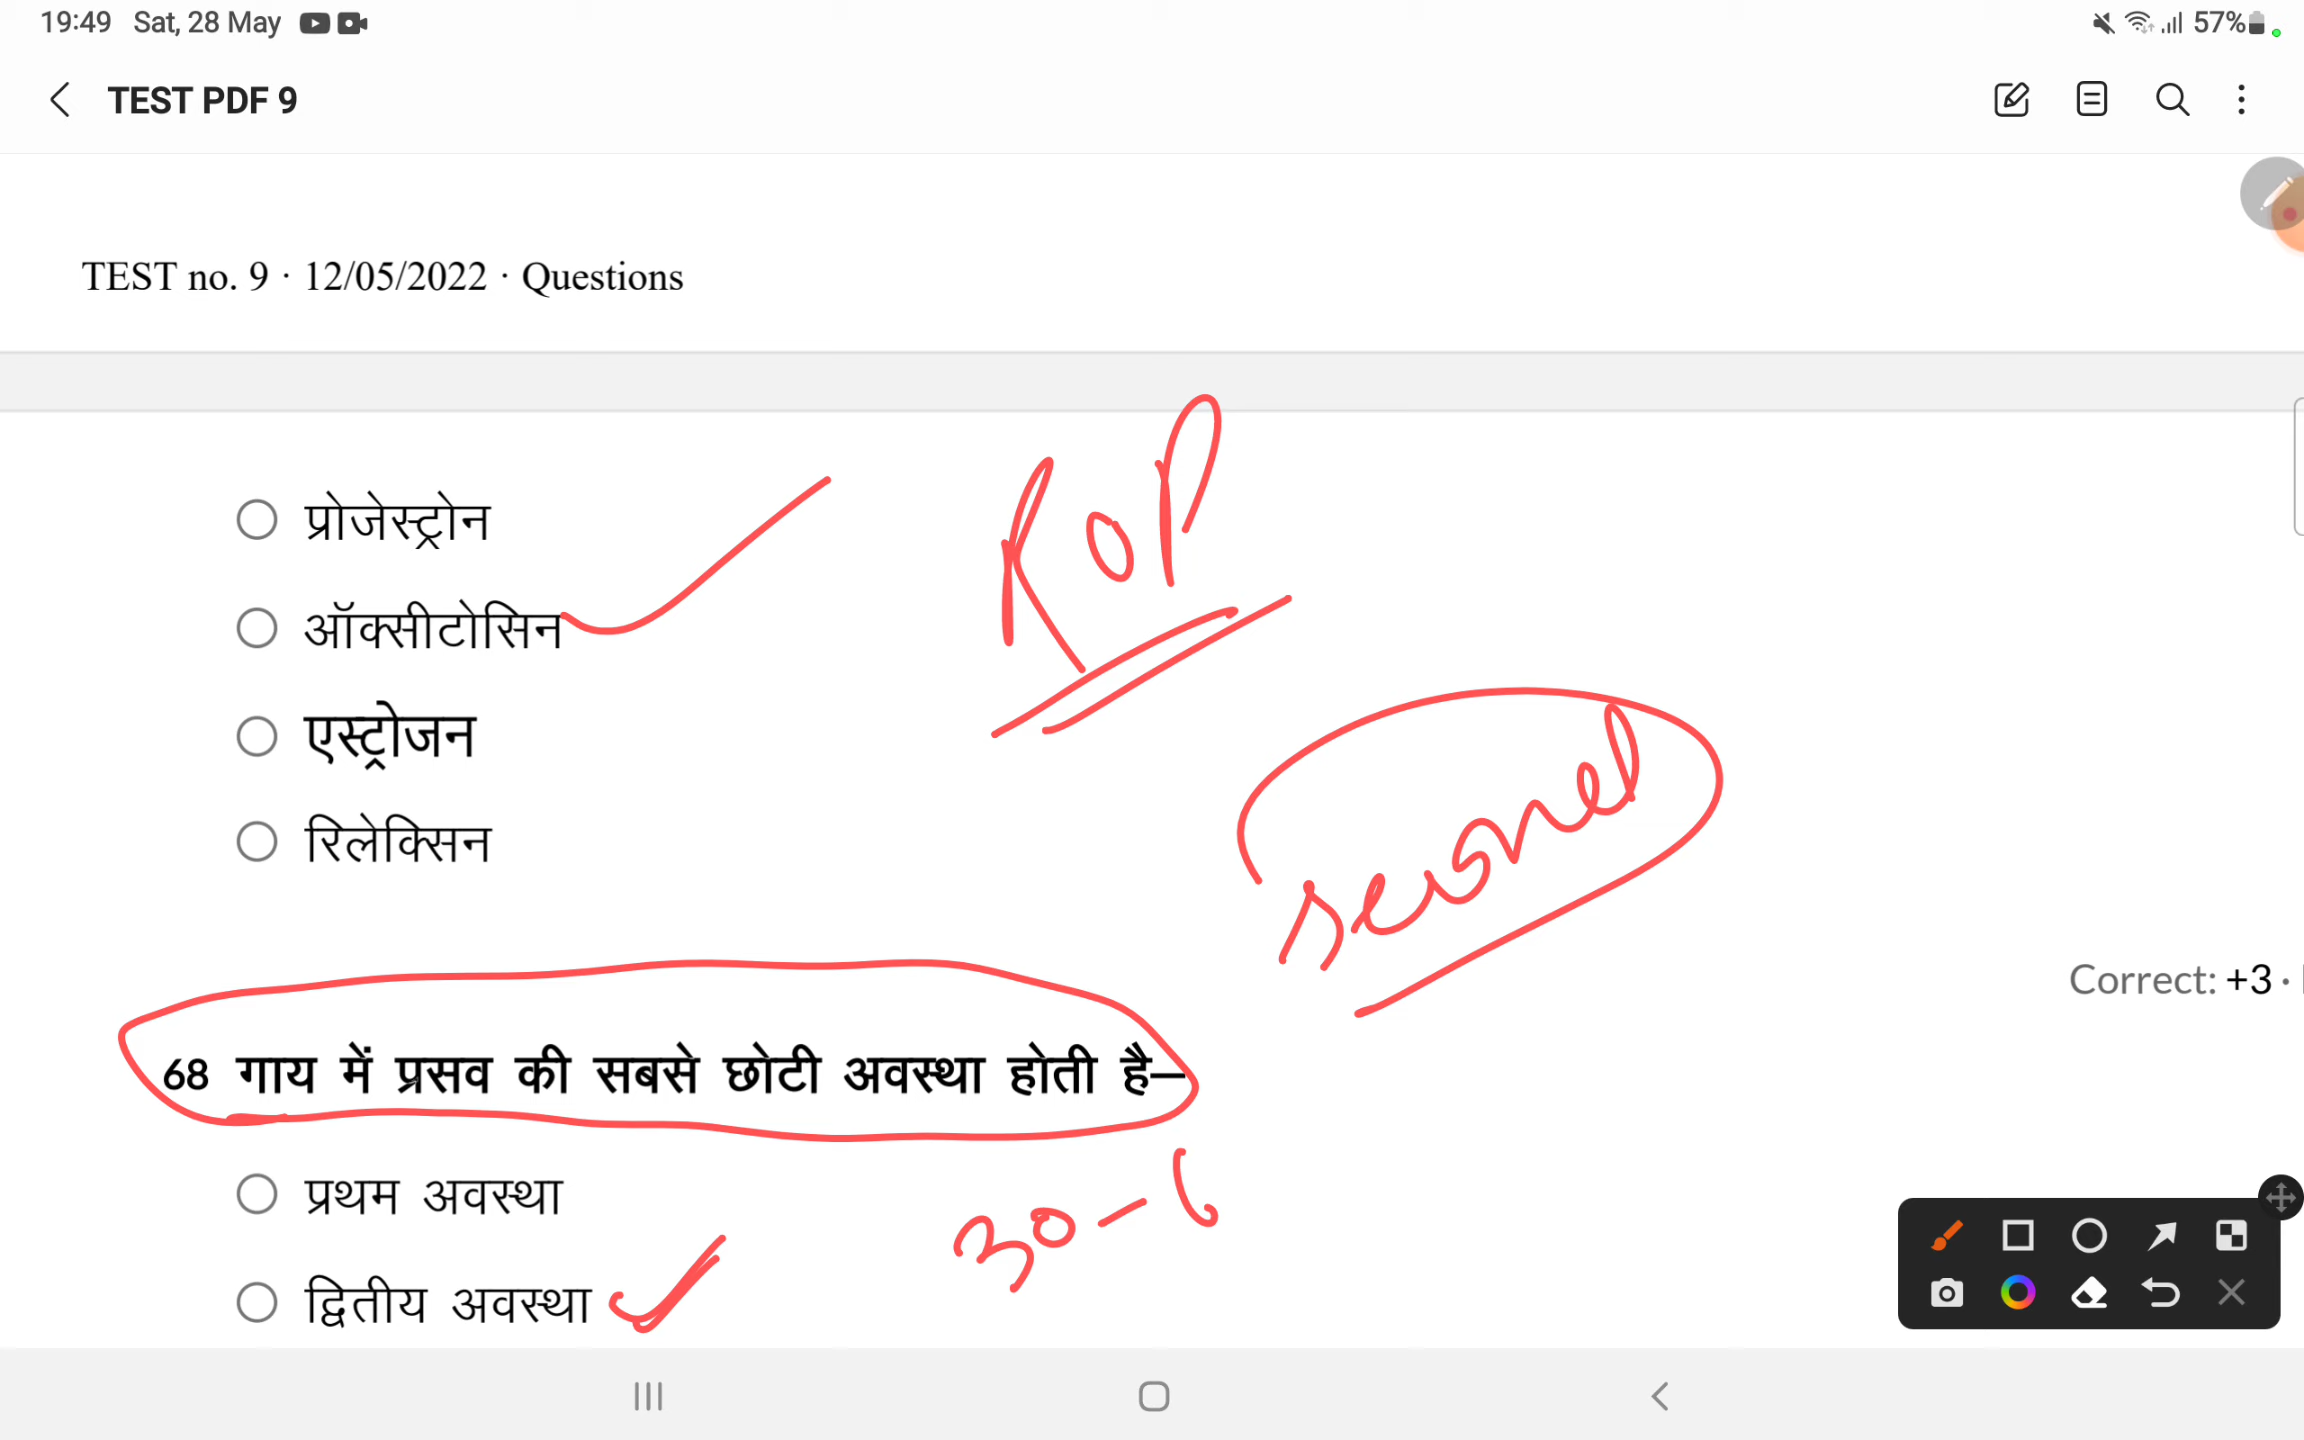 19:49 Sat, 28 May 57%
TEST PDF 9
TEST no. 9 · 12/05/2022 · Questions
प्रोजेस्ट्रोन
ROP
ऑक्सीटोसिन
एस्ट्रोजन
रिलेक्सिन
Correct: +3 ·
68 गाय में प्रसव की सबसे छोटी अवस्था होती है—
प्रथम अवस्था
30-6
द्वितीय अवस्था